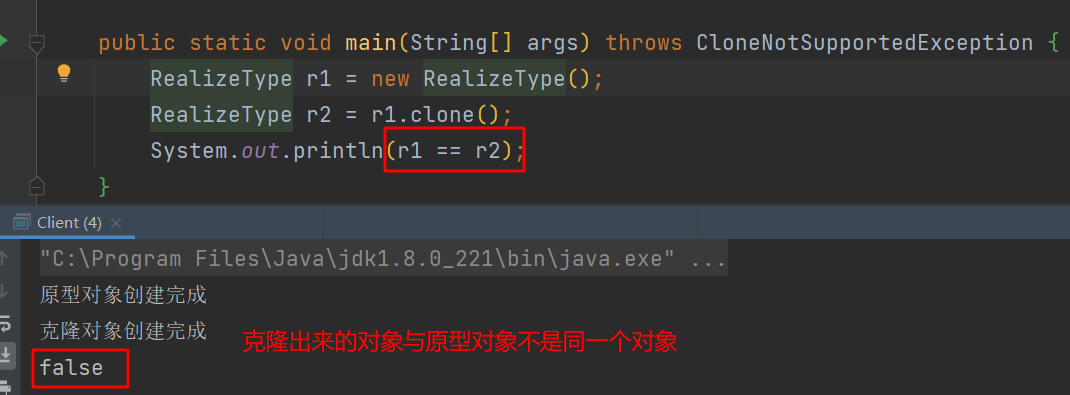 public static void main(String[] args) throws CloneNotSupportedException {
RealizeType r1 = new RealizeType();
RealizeType r2 = r1.clone();
System.out.println(r1 == r2);
}
Client (4) ×
"C:\Program Files\Java\jdk1.8.0_221\bin\java.exe" ...
原型对象创建完成
克隆对象创建完成
克隆出来的对象与原型对象不是同一个对象
false